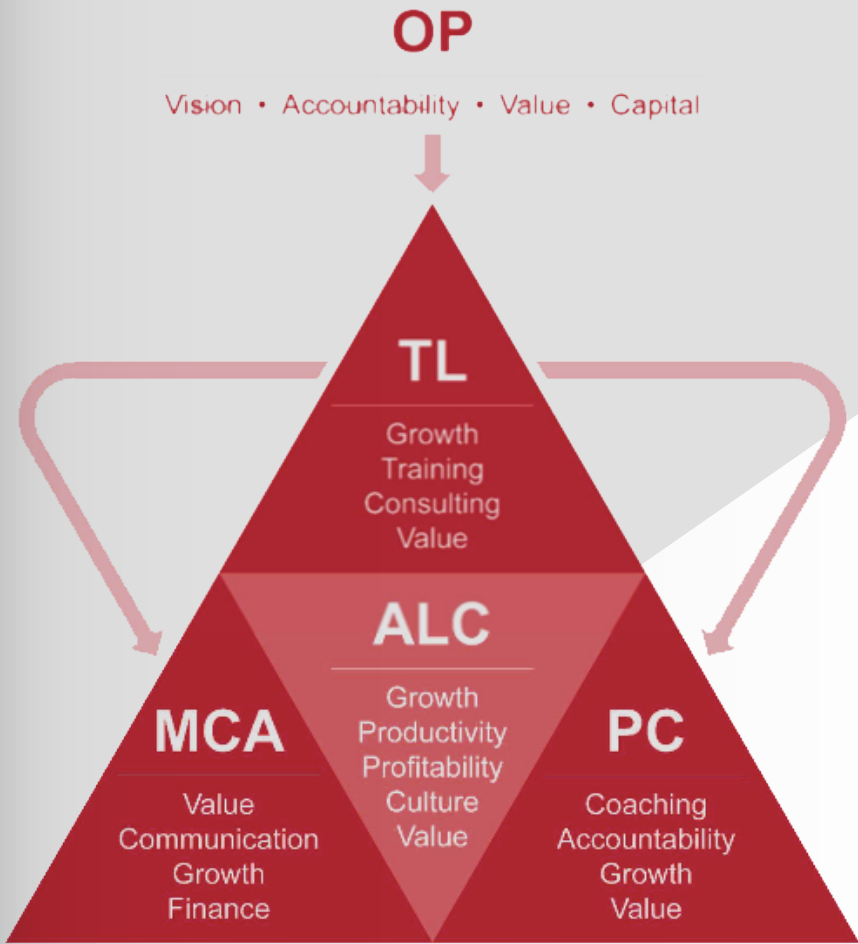 OP
Vision • Accountability • Value • Capital
TL
Growth
Training
Consulting
Value
ALC
Growth
Productivity
Profitability
Culture
Value
MCA
Value
Communication
Growth
Finance
PC
Coaching
Accountability
Growth
Value